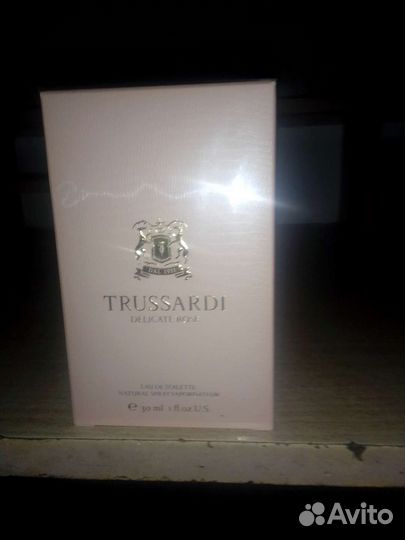 DAL 1911
TRUSSARDI
DELICATE ROSE
EAU DE TOILETTE
NATURAL SPRAY VAPORISATEUR
e 30 ml 1 fl oz U.S.
Avito